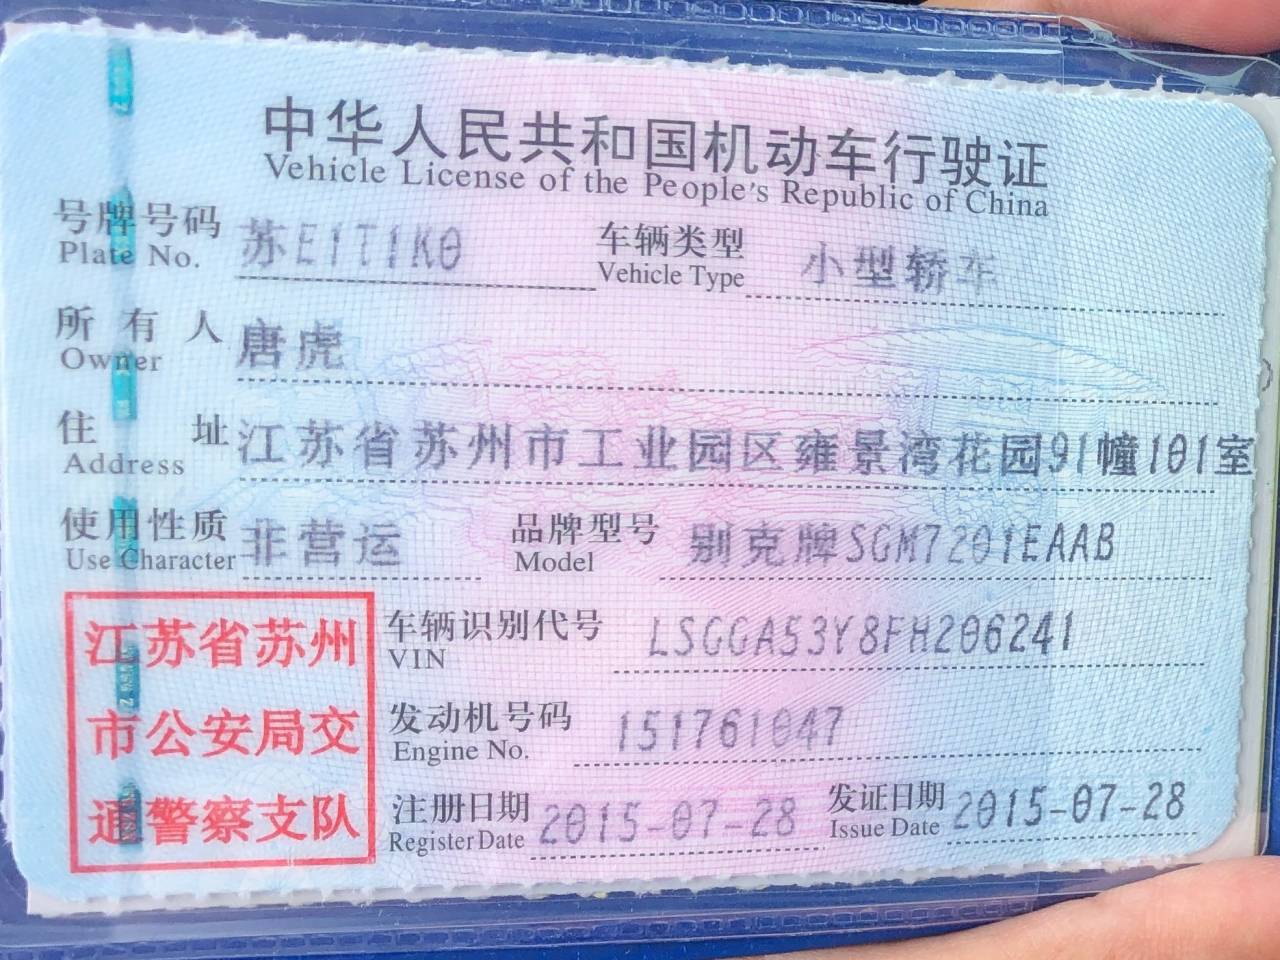 中华人民共和国机动车行驶证
Vehicle License of the People's Republic of China
号牌号码 苏E1T1K0 车辆类型 小型轿车
Plate No. Vehicle Type
所有人 唐虎
Owner
住址 江苏省苏州市工业园区雍景湾花园91幢101室
Address
使用性质 非营运 品牌型号 别克牌SGM7201EAAB
Use Character Model
江苏省苏州
市公安局交
通警察支队
车辆识别代号 LSGGA53Y8FH206241
VIN
发动机号码 151761047
Engine No.
注册日期 2015-07-28 发证日期 2015-07-28
Register Date Issue Date